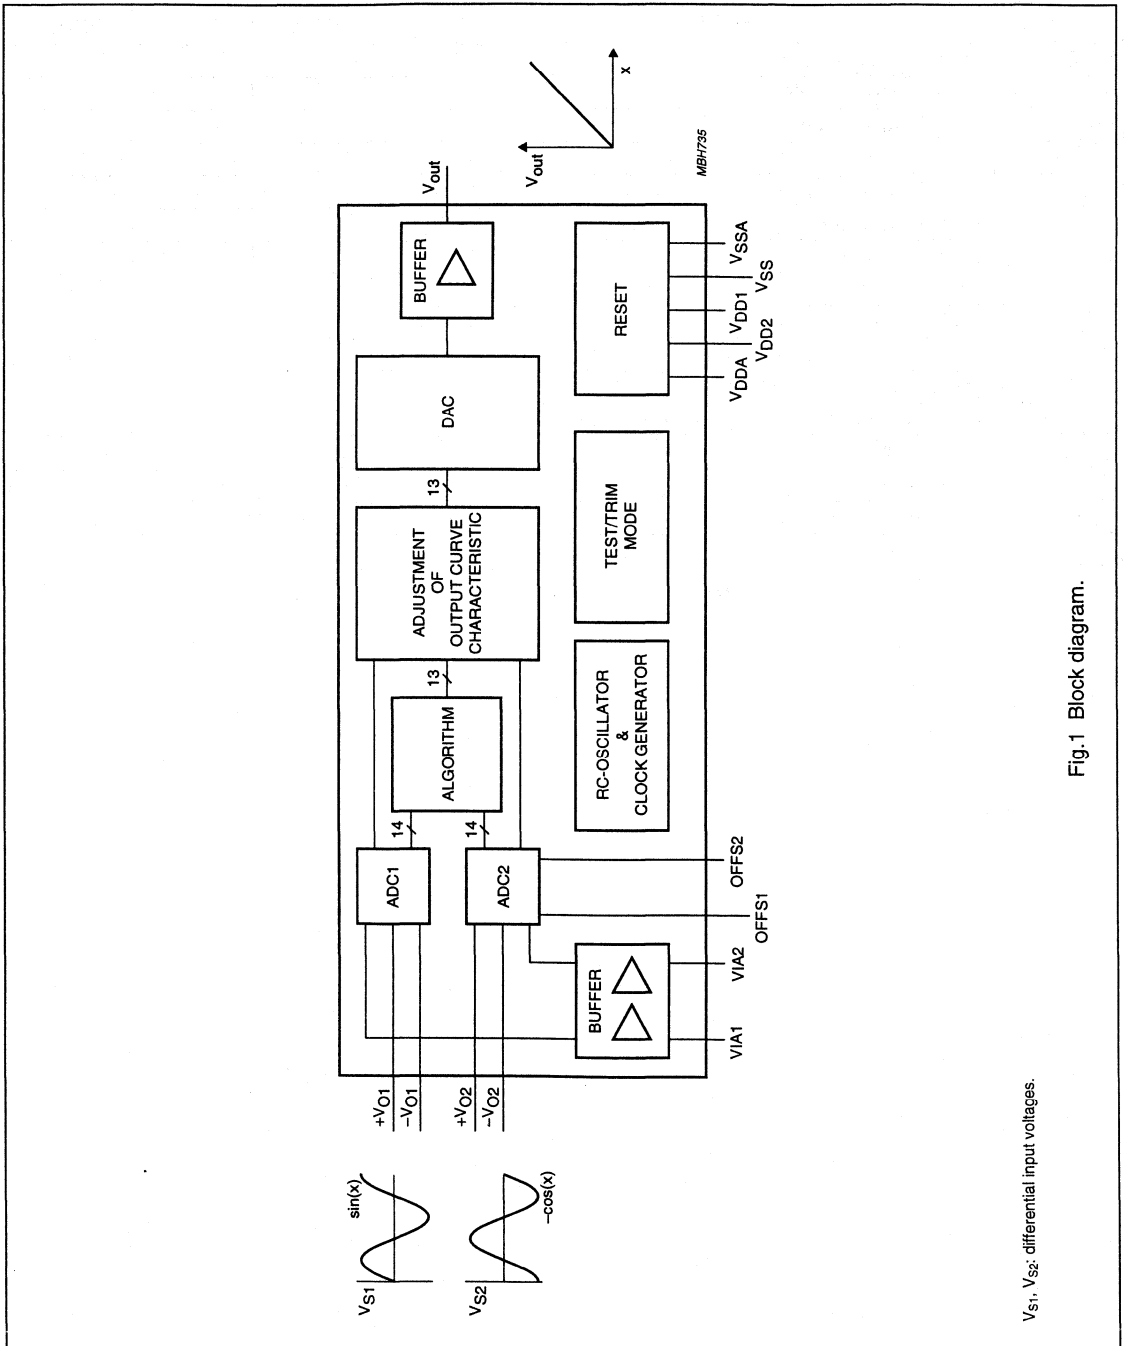 VS1
sin(x)
VS2
–cos(x)
+VO1
–VO1
+VO2
–VO2
ADC1
ADC2
14
14
ALGORITHM
13
ADJUSTMENT
OF
OUTPUT CURVE
CHARACTERISTIC
13
DAC
BUFFER
Vout
Vout
x
BUFFER
RC-OSCILLATOR
&
CLOCK GENERATOR
TEST/TRIM
MODE
RESET
VIA1
VIA2
OFFS1
OFFS2
VDDA
VDD2
VDD1
VSS
VSSA
MBH735
VS1, VS2: differential input voltages.
Fig.1 Block diagram.